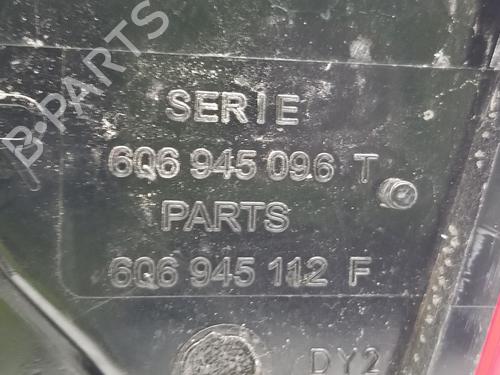 B-PARTS
SERIE
6Q6 945 096 T
PARTS
6Q6 945 112 F
DY2